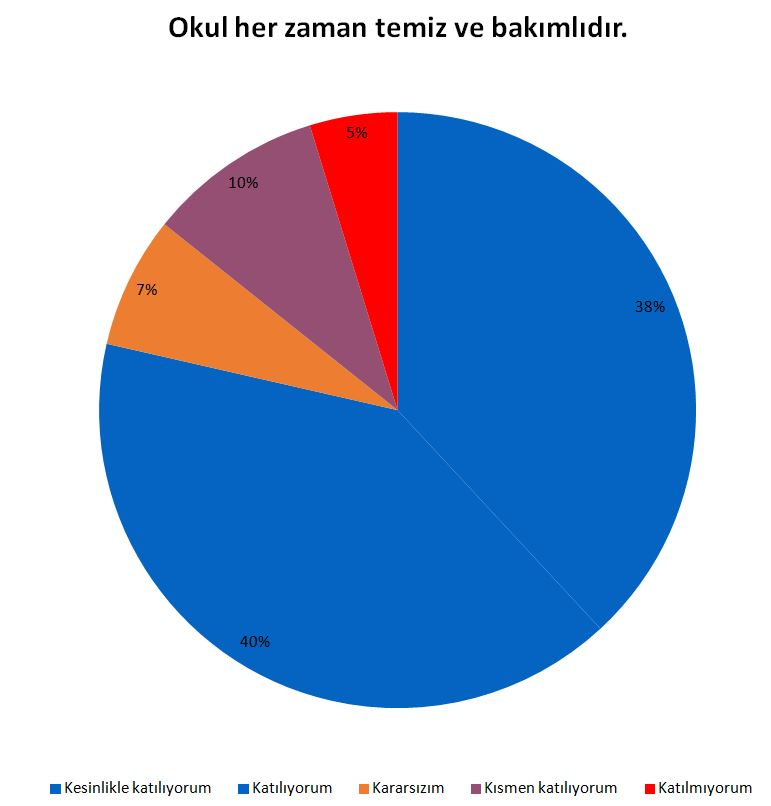 Okul her zaman temiz ve bakımlıdır.
5%
10%
7%
38%
40%
Kesinlikle katılıyorum Katılıyorum Kararsızım Kısmen katılıyorum Katılmıyorum